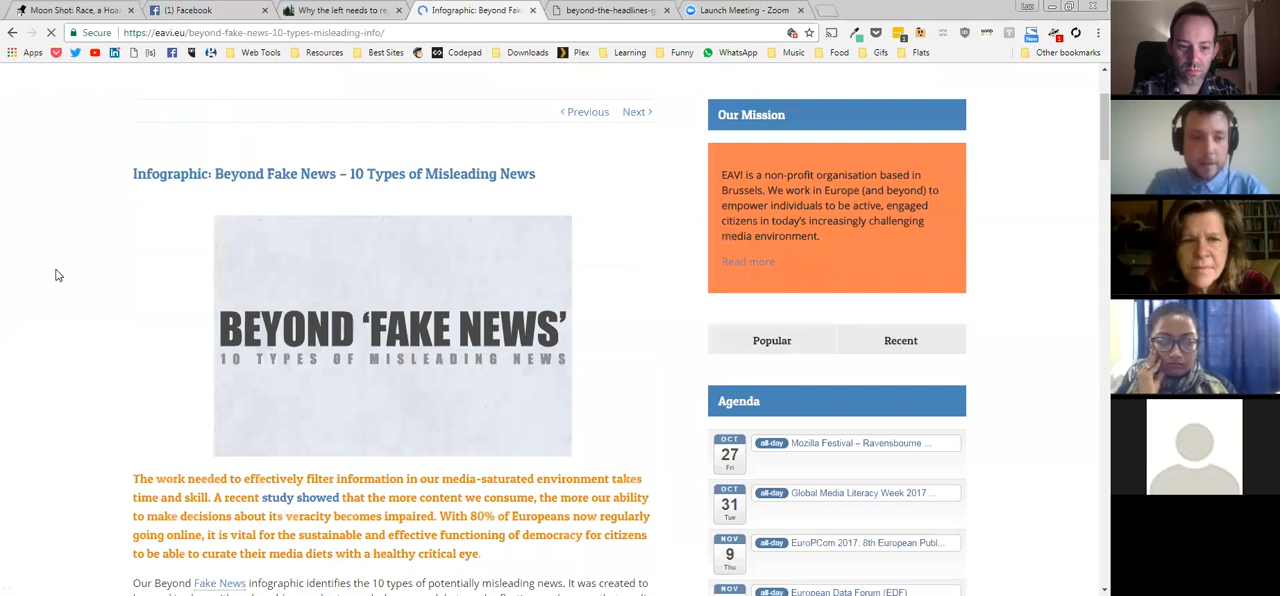 Moon Shot: Race, a Hoa
Facebook
Why the left needs to re
Infographic: Beyond Fak
beyond-the-headlines-g
Launch Meeting - Zoom
Luc
Secure
https://eavi.eu/beyond-fake-news-10-types-misleading-info/
Apps
(ls)
Web Tools
Resources
Best Sites
Codepad
Downloads
Plex
Learning
Funny
WhatsApp
Music
Food
Gifs
Flats
Other bookmarks
< Previous
Next >
Infographic: Beyond Fake News – 10 Types of Misleading News
BEYOND ‘FAKE NEWS’
10 TYPES OF MISLEADING NEWS
The work needed to effectively filter information in our media-saturated environment takes
time and skill. A recent study showed that the more content we consume, the more our ability
to make decisions about its veracity becomes impaired. With 80% of Europeans now regularly
going online, it is vital for the sustainable and effective functioning of democracy for citizens
to be able to curate their media diets with a healthy critical eye.
Our Beyond Fake News infographic identifies the 10 types of potentially misleading news. It was created to
Our Mission
EAVI is a non-profit organisation based in
Brussels. We work in Europe (and beyond) to
empower individuals to be active, engaged
citizens in today's increasingly challenging
media environment.
Read more
Popular
Recent
Agenda
OCT
27
Fri
all-day
Mozilla Festival – Ravensbourne ...
OCT
31
Tue
all-day
Global Media Literacy Week 2017 ...
NOV
9
Thu
all-day
EuroPCom 2017: 8th European Publ...
NOV
all-day
European Data Forum (EDF)